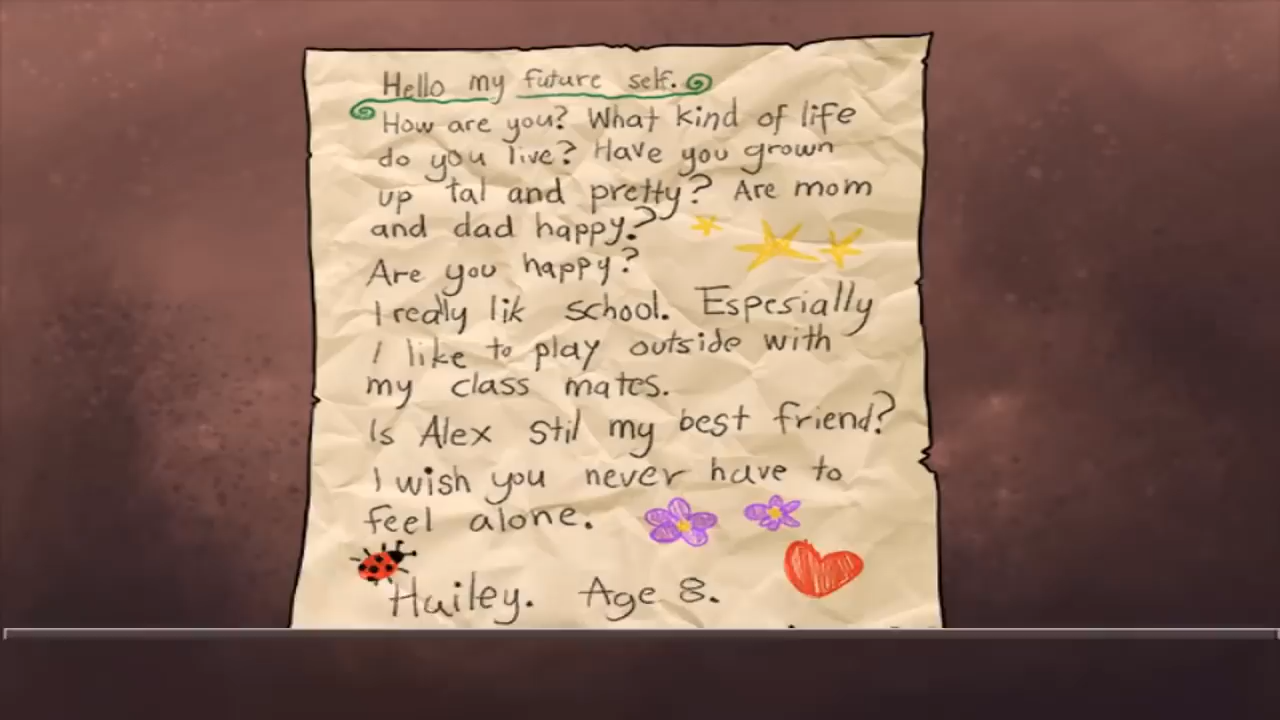 Hello my future self.
How are you? What kind of life
do you live? Have you grown
up tal and pretty? Are mom
and dad happy?
Are you happy?
I really lik school. Espesially
I like to play outside with
my class mates.
Is Alex stil my best friend?
I wish you never have to
feel alone.
Hailey. Age 8.